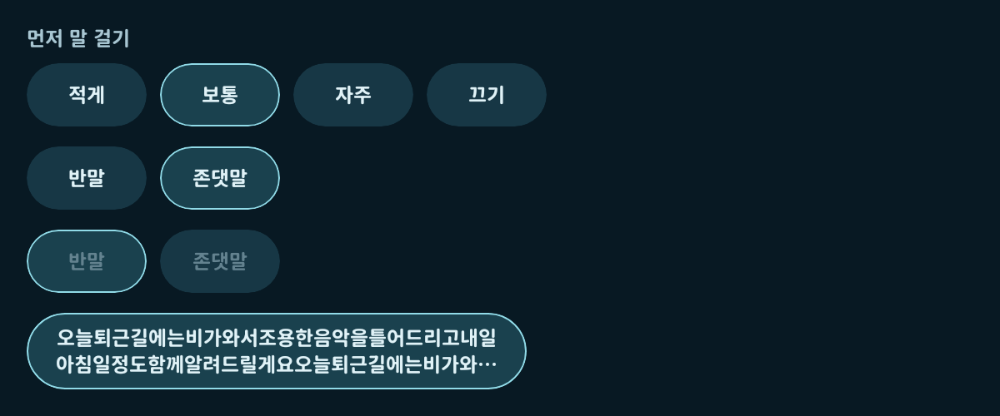 먼저 말 걸기
적게 보통 자주 끄기
반말 존댓말
반말 존댓말
오늘퇴근길에는비가와서조용한음악을틀어드리고내일
아침일정도함께알려드릴게요오늘퇴근길에는비가와…